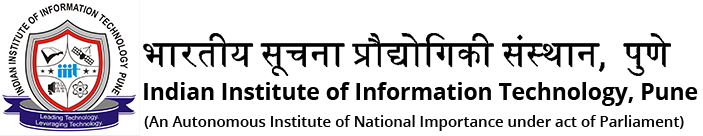 INDIAN INSTITUTE OF INFORMATION TECHNOLOGY PUNE
iiit
Leading Technology,
Leveraging Technology.
भारतीय सूचना प्रौद्योगिकी संस्थान, पुणे
Indian Institute of Information Technology, Pune
(An Autonomous Institute of National Importance under act of Parliament)